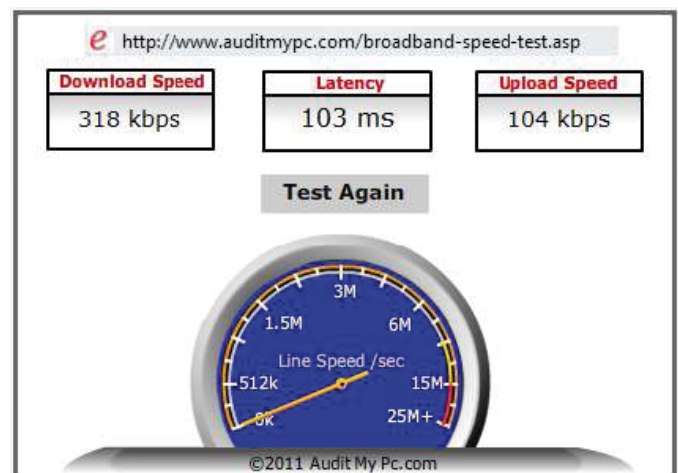 e http://www.auditmypc.com/broadband-speed-test.asp
Download Speed
318 kbps
Latency
103 ms
Upload Speed
104 kbps
Test Again
3M
1.5M
6M
Line Speed /sec
512k
15M
0k
25M+
©2011 Audit My Pc.com